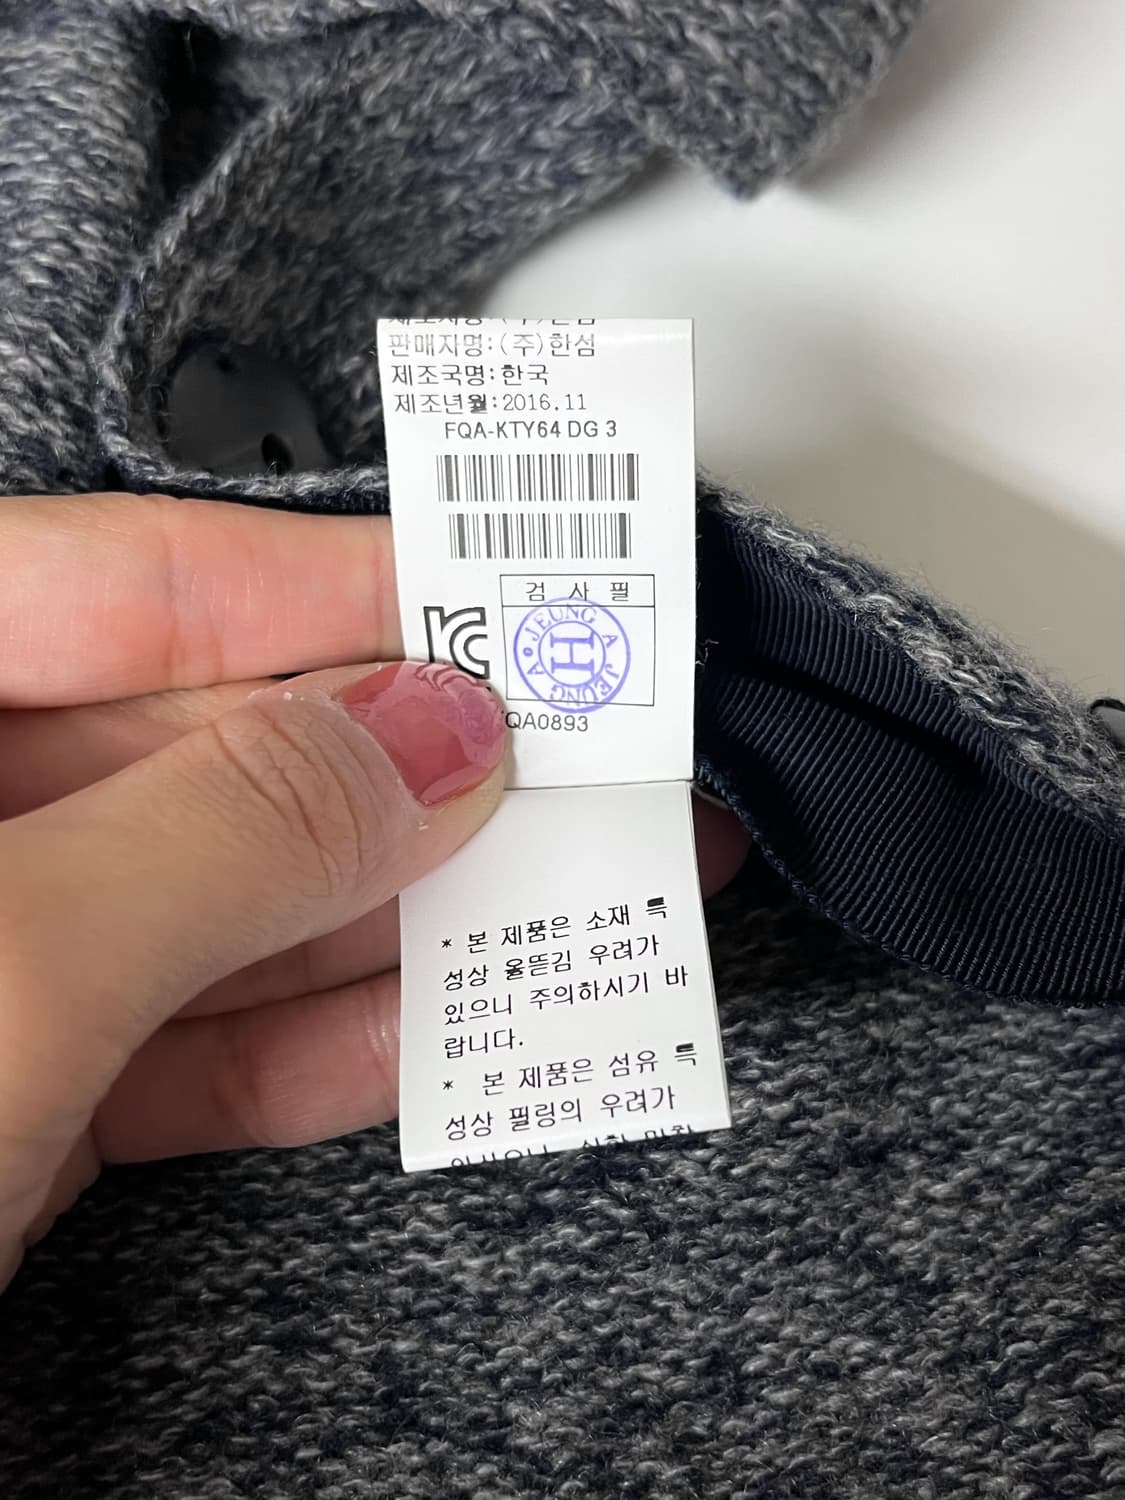 판매자명:(주)한섬
제조국명:한국
제조년월:2016.11
FQA-KTY64 DG 3
검 사 필
JEUNG A JEUNG A
H
QA0893
* 본 제품은 소재 특
성상 올뜯김 우려가
있으니 주의하시기 바
랍니다.
* 본 제품은 섬유 특
성상 필링의 우려가